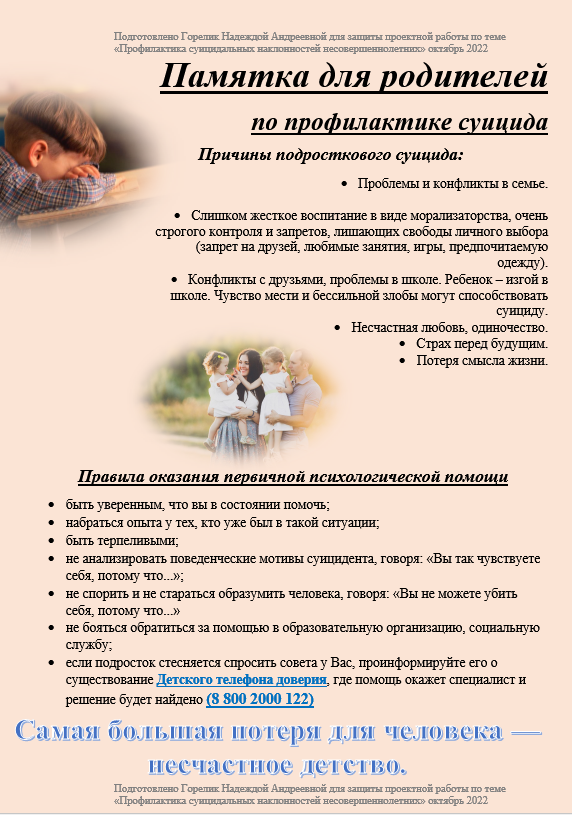 Подготовлено Горелик Надеждой Андреевной для защиты проектной работы по теме
«Профилактика суицидальных наклонностей несовершеннолетних» октябрь 2022
Памятка для родителей
по профилактике суицида
Причины подросткового суицида:
• Проблемы и конфликты в семье.
• Слишком жесткое воспитание в виде морализаторства, очень
строгого контроля и запретов, лишающих свободы личного выбора
(запрет на друзей, любимые занятия, игры, предпочитаемую
одежду).
• Конфликты с друзьями, проблемы в школе. Ребенок – изгой в
школе. Чувство мести и бессильной злобы могут способствовать
суициду.
• Несчастная любовь, одиночество.
• Страх перед будущим.
• Потеря смысла жизни.
Правила оказания первичной психологической помощи
• быть уверенным, что вы в состоянии помочь;
• набраться опыта у тех, кто уже был в такой ситуации;
• быть терпеливыми;
• не анализировать поведенческие мотивы суицидента, говоря: «Вы так чувствуете
себя, потому что...»;
• не спорить и не стараться образумить человека, говоря: «Вы не можете убить
себя, потому что...»
• не бояться обратиться за помощью в образовательную организацию, социальную
службу;
• если подросток стесняется спросить совета у Вас, проинформируйте его о
существование Детского телефона доверия, где помощь окажет специалист и
решение будет найдено (8 800 2000 122)
Самая большая потеря для человека —
несчастное детство.
Подготовлено Горелик Надеждой Андреевной для защиты проектной работы по теме
«Профилактика суицидальных наклонностей несовершеннолетних» октябрь 2022